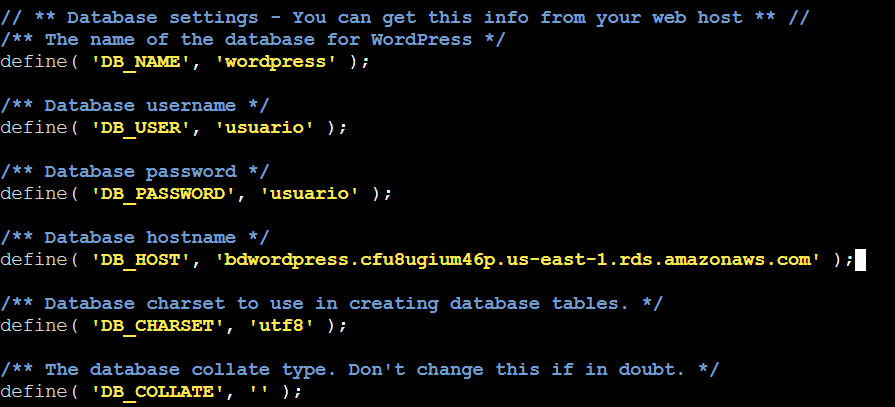 // ** Database settings - You can get this info from your web host ** //
/** The name of the database for WordPress */
define( 'DB_NAME', 'wordpress' );
/** Database username */
define( 'DB_USER', 'usuario' );
/** Database password */
define( 'DB_PASSWORD', 'usuario' );
/** Database hostname */
define( 'DB_HOST', 'bdwordpress.cfu8ugium46p.us-east-1.rds.amazonaws.com' );
/** Database charset to use in creating database tables. */
define( 'DB_CHARSET', 'utf8' );
/** The database collate type. Don't change this if in doubt. */
define( 'DB_COLLATE', '' );